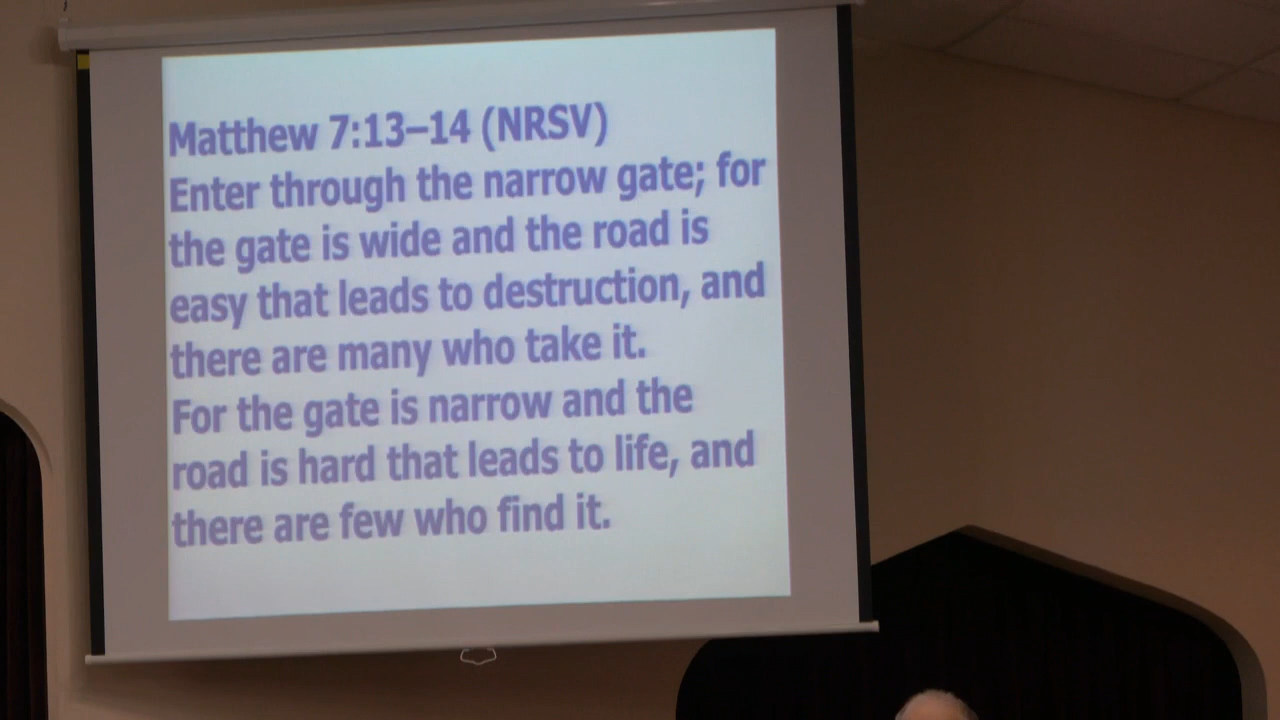 Matthew 7:13–14 (NRSV)
Enter through the narrow gate; for
the gate is wide and the road is
easy that leads to destruction, and
there are many who take it.
For the gate is narrow and the
road is hard that leads to life, and
there are few who find it.